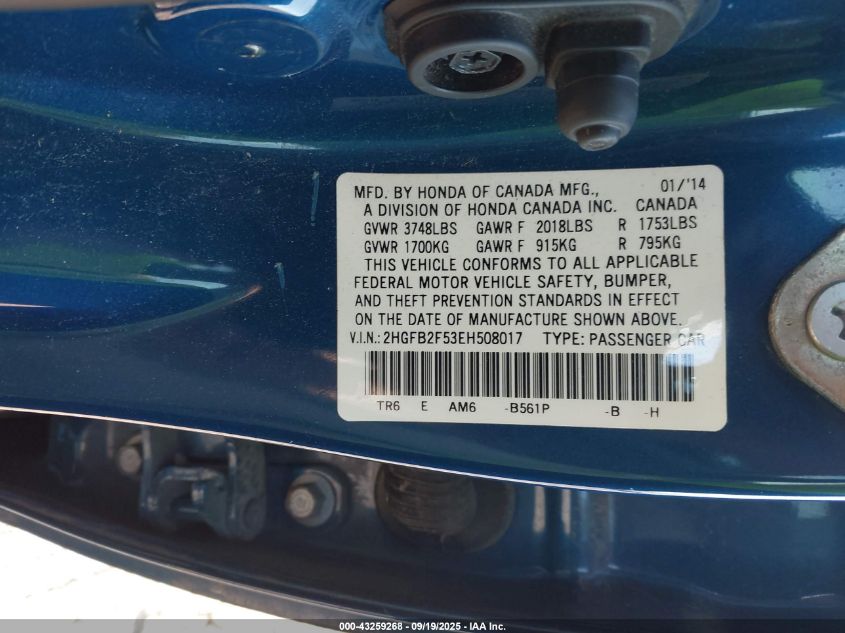 MFD. BY HONDA OF CANADA MFG., 01/'14
A DIVISION OF HONDA CANADA INC. CANADA
GVWR 3748LBS GAWR F 2018LBS R 1753LBS
GVWR 1700KG GAWR F 915KG R 795KG
THIS VEHICLE CONFORMS TO ALL APPLICABLE
FEDERAL MOTOR VEHICLE SAFETY, BUMPER,
AND THEFT PREVENTION STANDARDS IN EFFECT
ON THE DATE OF MANUFACTURE SHOWN ABOVE.
V.I.N.: 2HGFB2F53EH508017 TYPE: PASSENGER CAR
TR6 E AM6 -B561P -B -H
000-43259268 - 09/19/2025 - IAA Inc.